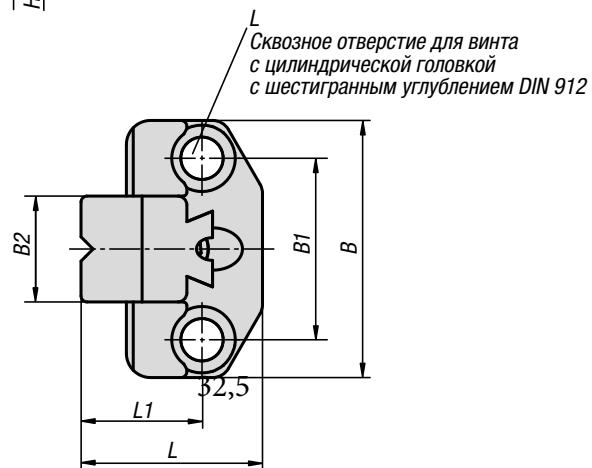 H
L
Сквозное отверстие для винта
с цилиндрической головкой
с шестигранным углублением DIN 912
B2
B1
B
32,5
L1
L